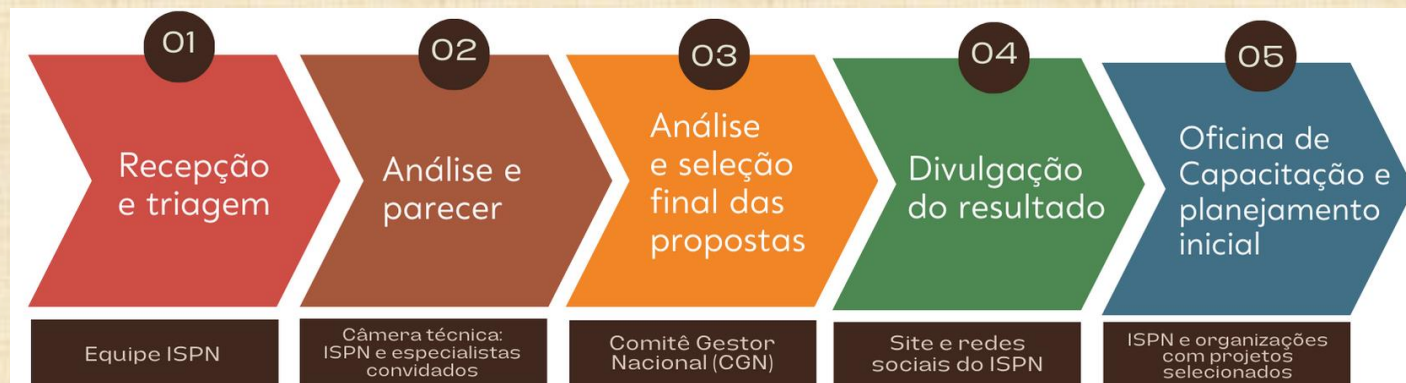 01
Recepção
e triagem
Equipe ISPN
02
Análise e
parecer
Câmera técnica:
ISPN e especialistas
convidados
03
Análise
e seleção
final das
propostas
Comitê Gestor
Nacional (CGN)
04
Divulgação
do resultado
Site e redes
sociais do ISPN
05
Oficina de
Capacitação e
planejamento
inicial
ISPN e organizações
com projetos
selecionados